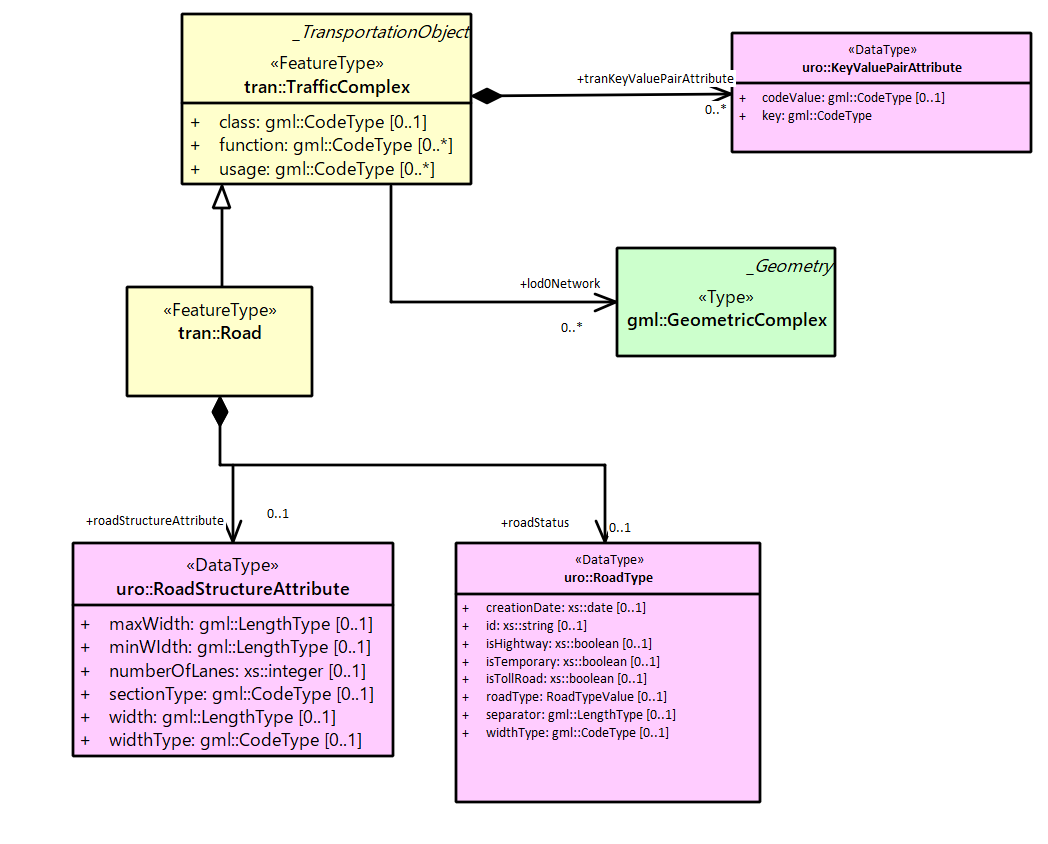 _TransportationObject
«FeatureType»
tran::TrafficComplex
+ class: gml::CodeType [0..1]
+ function: gml::CodeType [0..*]
+ usage: gml::CodeType [0..*]
+tranKeyValuePairAttribute
0..*
«DataType»
uro::KeyValuePairAttribute
+ codeValue: gml::CodeType [0..1]
+ key: gml::CodeType
+lod0Network
0..*
_Geometry
«Type»
gml::GeometricComplex
«FeatureType»
tran::Road
+roadStructureAttribute
0..1
+roadStatus
0..1
«DataType»
uro::RoadStructureAttribute
+ maxWidth: gml::LengthType [0..1]
+ minWIdth: gml::LengthType [0..1]
+ numberOfLanes: xs::integer [0..1]
+ sectionType: gml::CodeType [0..1]
+ width: gml::LengthType [0..1]
+ widthType: gml::CodeType [0..1]
«DataType»
uro::RoadType
+ creationDate: xs::date [0..1]
+ id: xs::string [0..1]
+ isHightway: xs::boolean [0..1]
+ isTemporary: xs::boolean [0..1]
+ isTollRoad: xs::boolean [0..1]
+ roadType: RoadTypeValue [0..1]
+ separator: gml::LengthType [0..1]
+ widthType: gml::CodeType [0..1]